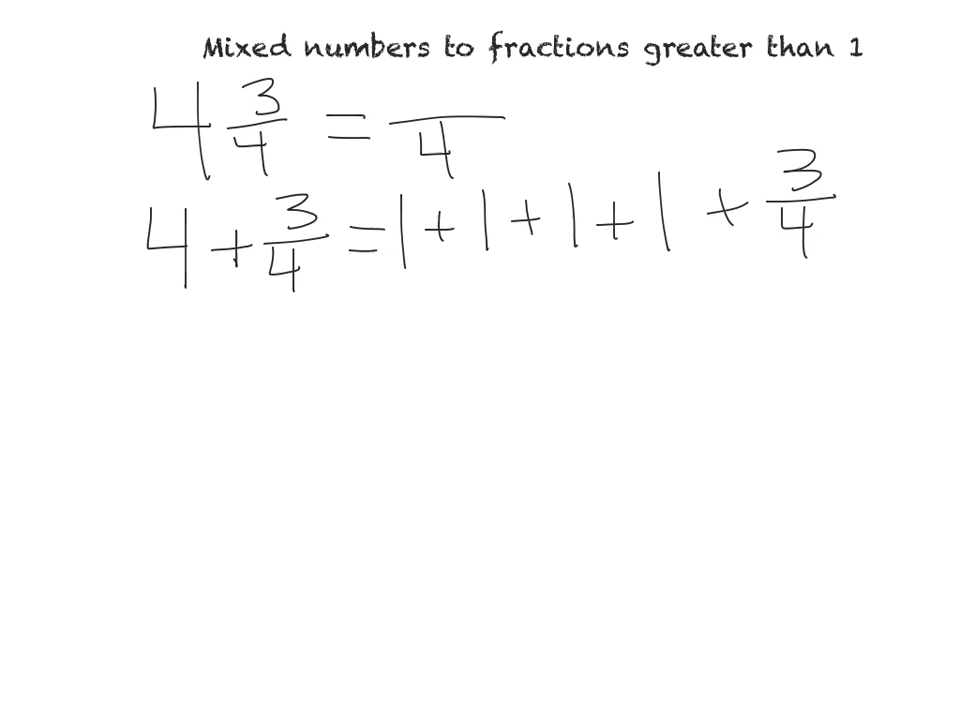 Mixed numbers to fractions greater than 1
4 3/4 = /4
4 + 3/4 = 1 + 1 + 1 + 1 + 3/4